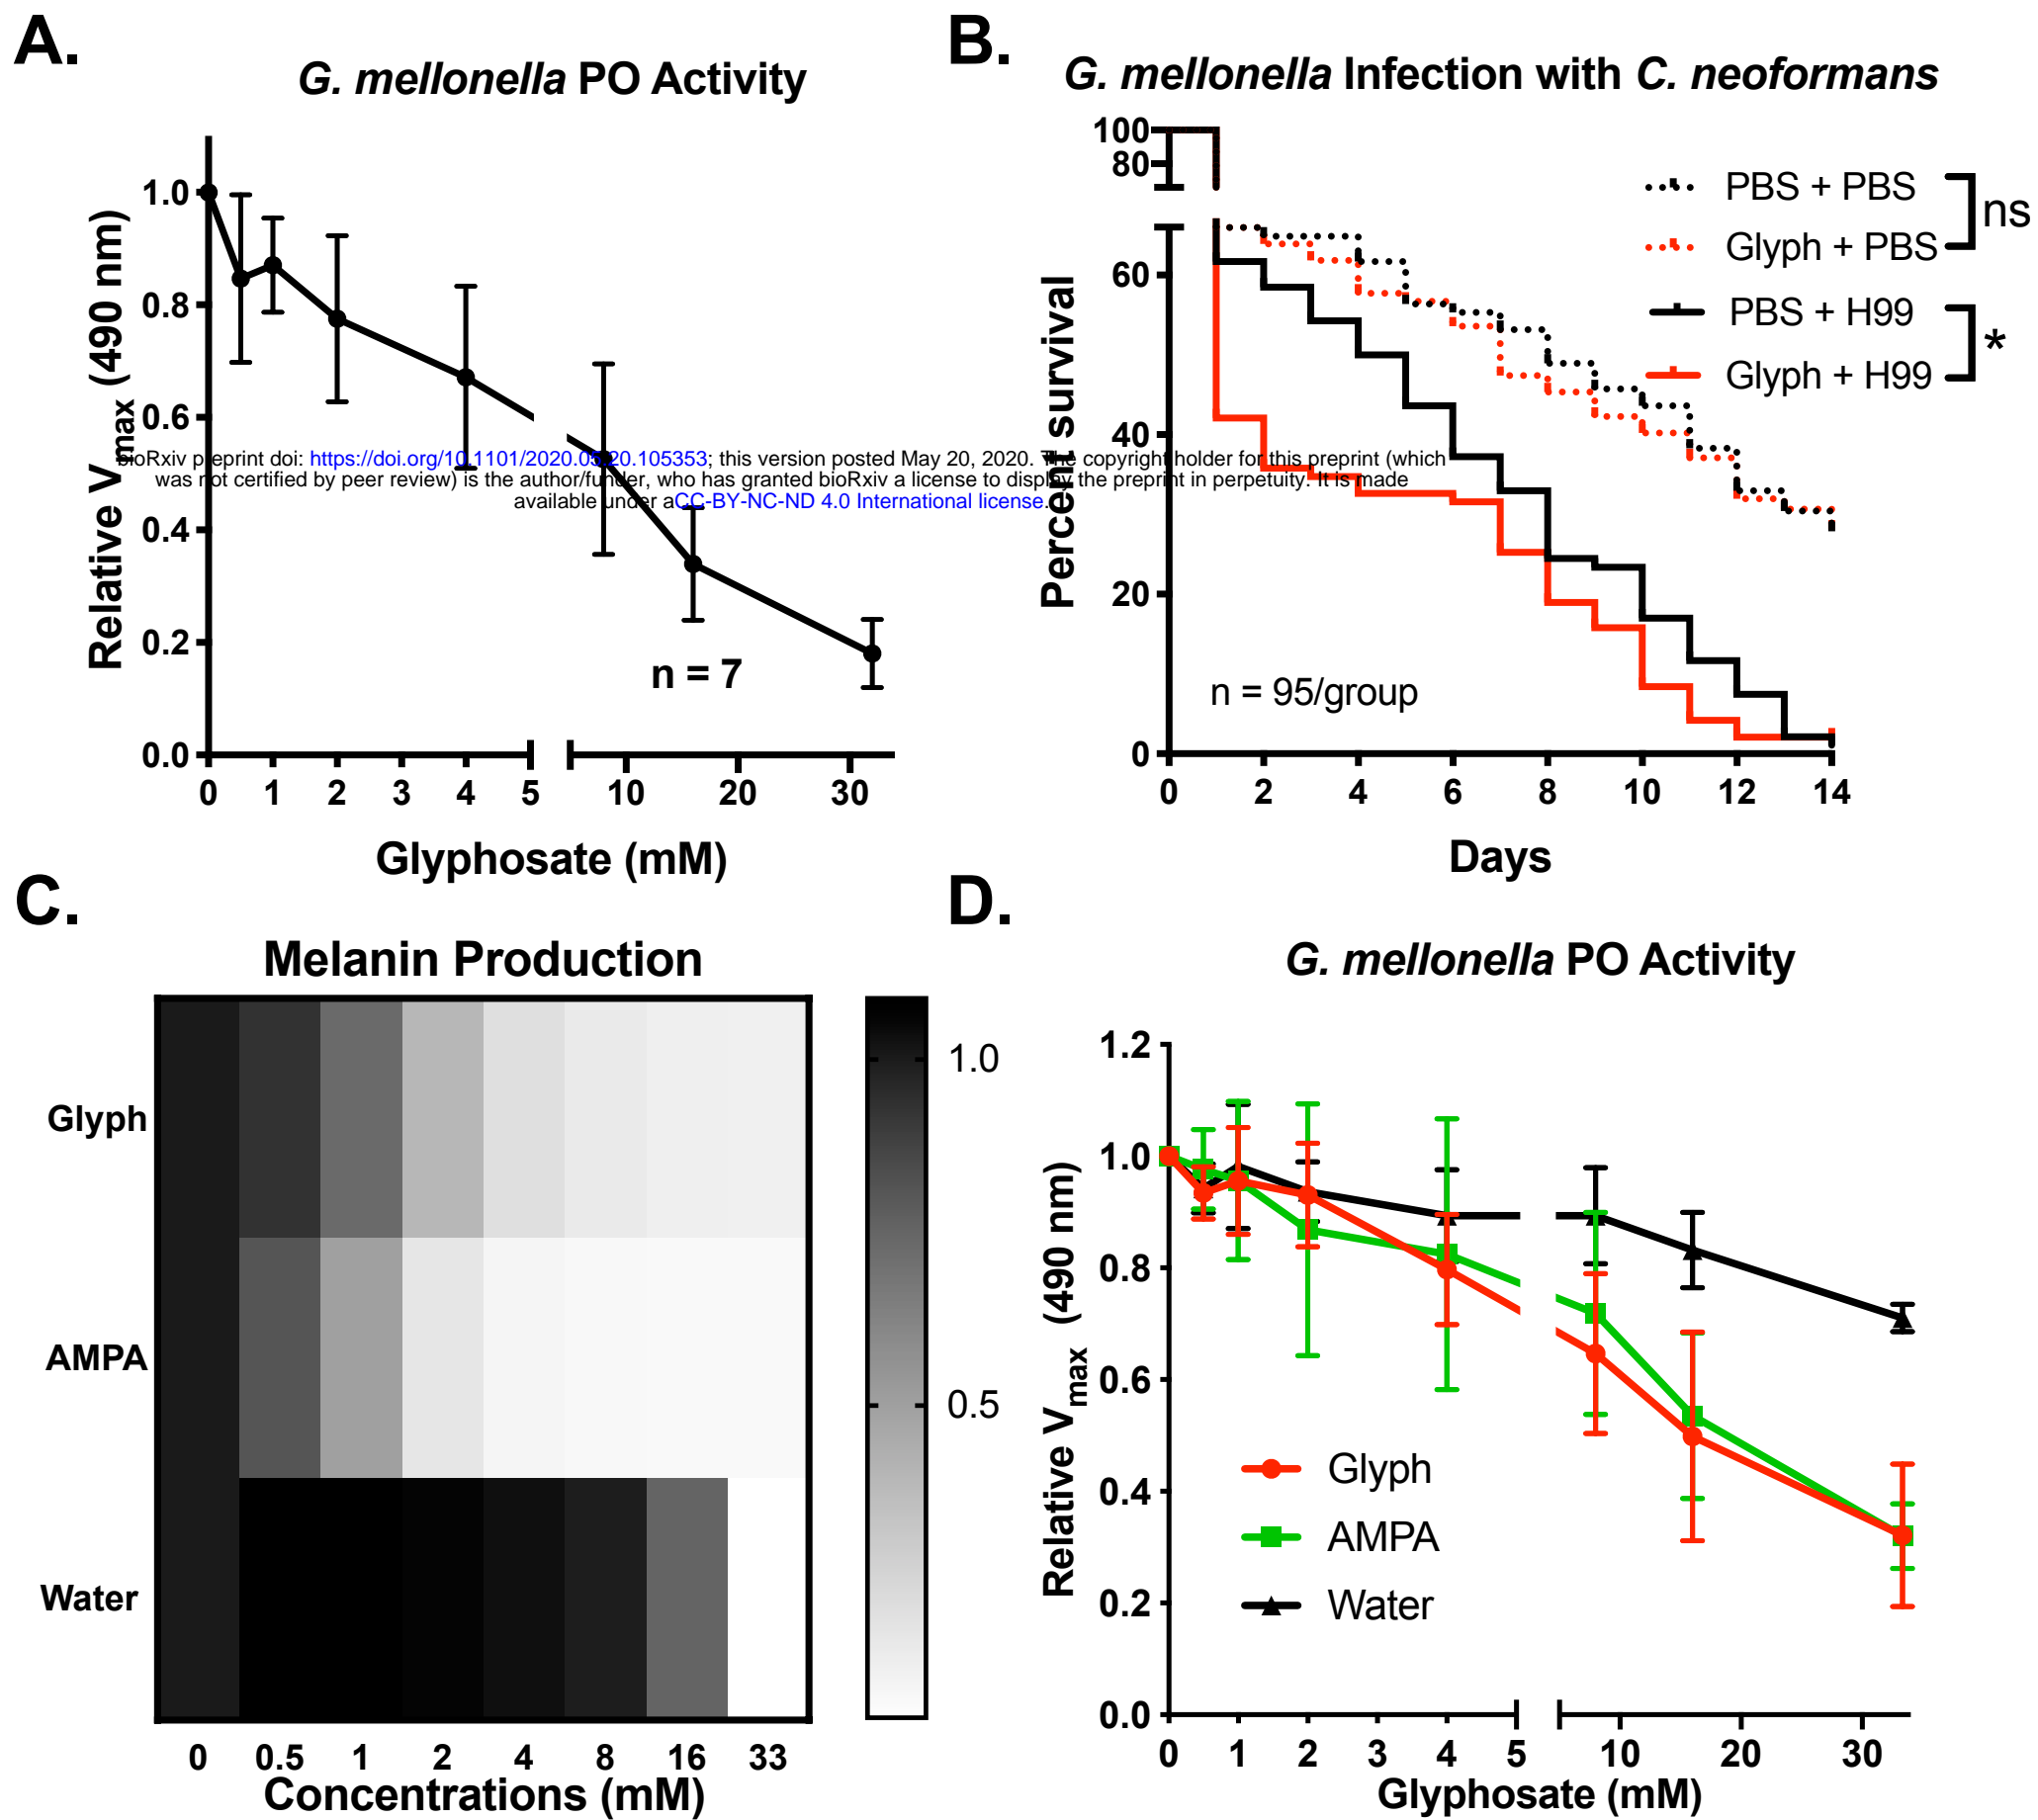 A.
G. mellonella PO Activity
Relative Vmax (490 nm)
1.0
0.8
0.6
0.4
0.2
0.0
n = 7
0 1 2 3 4 5 10 20 30
Glyphosate (mM)
B.
G. mellonella Infection with C. neoformans
Percent survival
100
80
60
40
20
0
PBS + PBS
Glyph + PBS
ns
PBS + H99
Glyph + H99
*
n = 95/group
0 2 4 6 8 10 12 14
Days
bioRxiv preprint doi: https://doi.org/10.1101/2020.05.20.105353; this version posted May 20, 2020. The copyright holder for this preprint (which
was not certified by peer review) is the author/funder, who has granted bioRxiv a license to display the preprint in perpetuity. It is made
available under aCC-BY-NC-ND 4.0 International license.
C.
Melanin Production
Glyph
AMPA
Water
0 0.5 1 2 4 8 16 33
Concentrations (mM)
1.0
0.5
D.
G. mellonella PO Activity
Relative Vmax (490 nm)
1.2
1.0
0.8
0.6
0.4
0.2
0.0
Glyph
AMPA
Water
0 1 2 3 4 5 10 20 30
Glyphosate (mM)